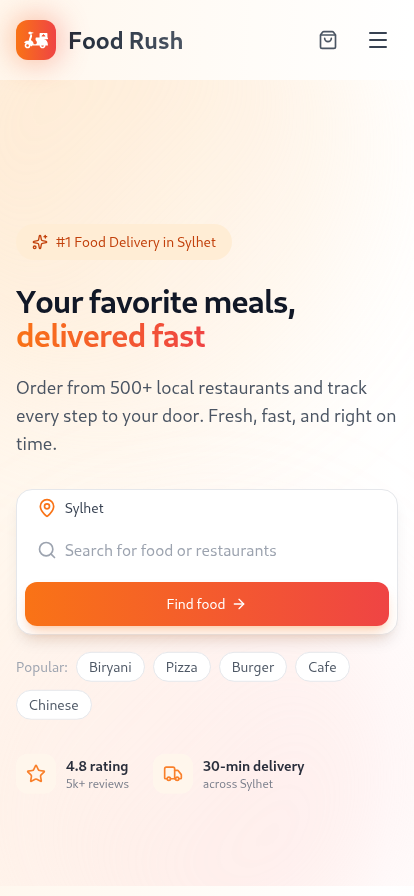 Food Rush
#1 Food Delivery in Sylhet
Your favorite meals,
delivered fast
Order from 500+ local restaurants and track
every step to your door. Fresh, fast, and right on
time.
Sylhet
Search for food or restaurants
Find food →
Popular: Biryani Pizza Burger Cafe
Chinese
4.8 rating 30-min delivery
5k+ reviews across Sylhet